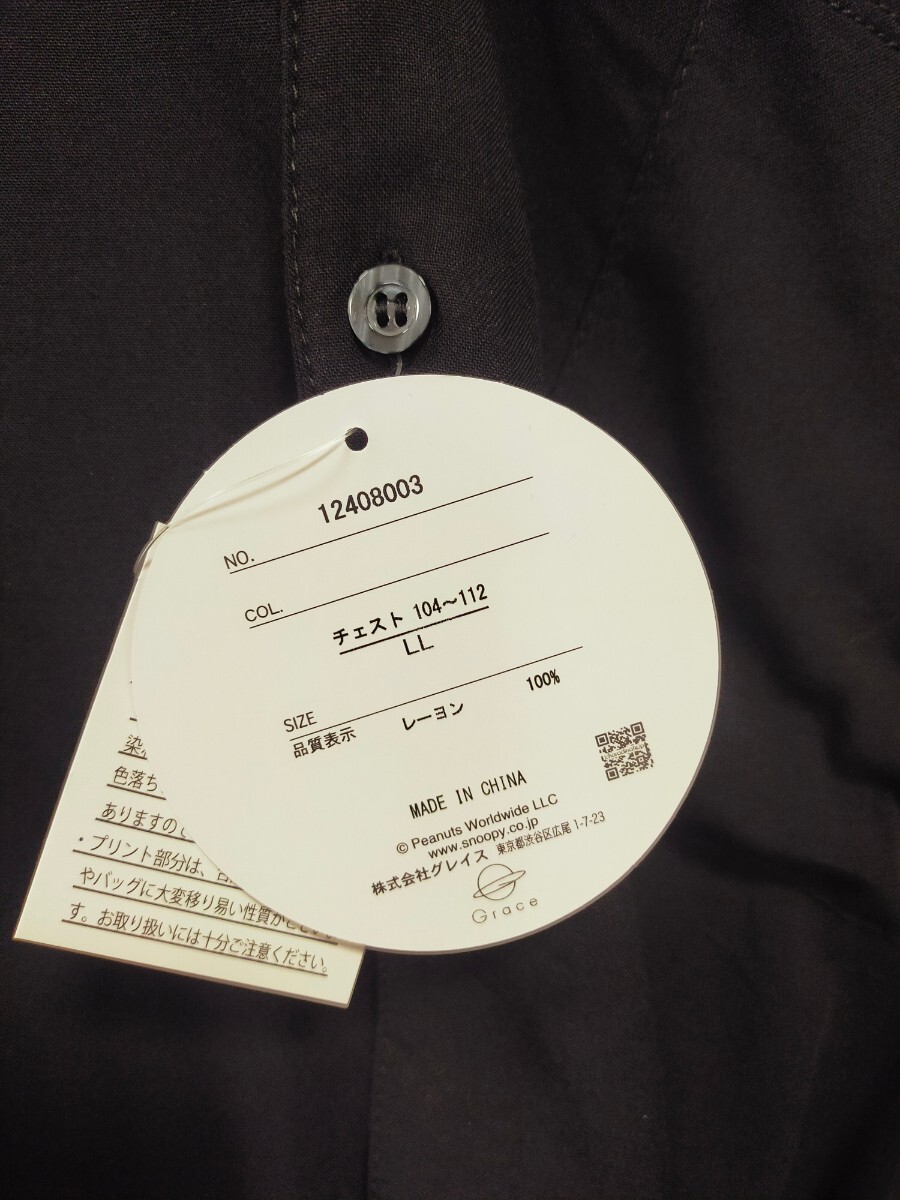 12408003
NO.
COL.
チェスト 104～112
LL
SIZE
品質表示 レーヨン 100%
MADE IN CHINA
© Peanuts Worldwide LLC
www.snoopy.co.jp
株式会社グレイス 東京都渋谷区広尾 1-7-23
Grace
染
色落ち、
ありますので
・プリント部分は、
やバッグに大変移り易い性質が
す。お取り扱いには十分ご注意ください。